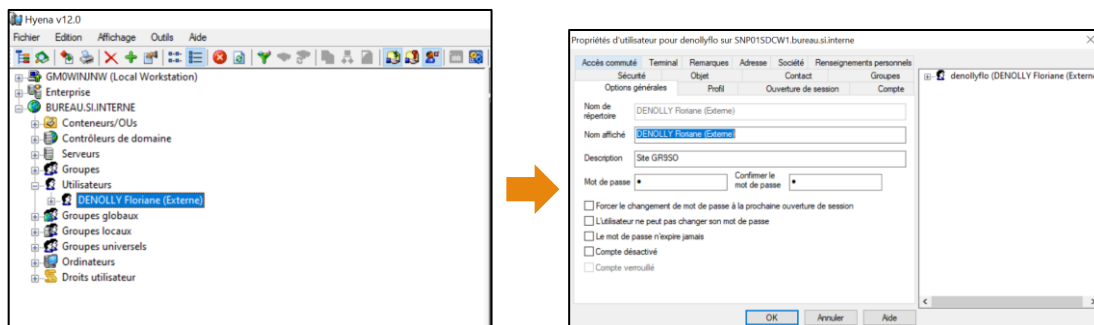 Hyena v12.0
Fichier Edition Affichage Outils Aide
GM0WINJNW (Local Workstation)
Enterprise
BUREAU.SI.INTERNE
Conteneurs/OUs
Contrôleurs de domaine
Serveurs
Groupes
Utilisateurs
DENOLLY Floriane (Externe)
Groupes globaux
Groupes locaux
Groupes universels
Ordinateurs
Droits utilisateur
Propriétés d'utilisateur pour denollyflo sur SNP01SDCW1.bureau.si.interne
Accès commuté Terminal Remarques Adresse Société Renseignements personnels
Sécurité Objet Contact Groupes
Options générales Profil Ouverture de session Compte
Nom de répertoire DENOLLY Floriane (Externe)
Nom affiché DENOLLY Floriane (Externe)
Description Site GR9SO
Mot de passe Confirmer le mot de passe
Forcer le changement de mot de passe à la prochaine ouverture de session
L'utilisateur ne peut pas changer son mot de passe
Le mot de passe n'expire jamais
Compte désactivé
Compte verrouillé
denollyflo (DENOLLY Floriane (Externe
OK Annuler Aide